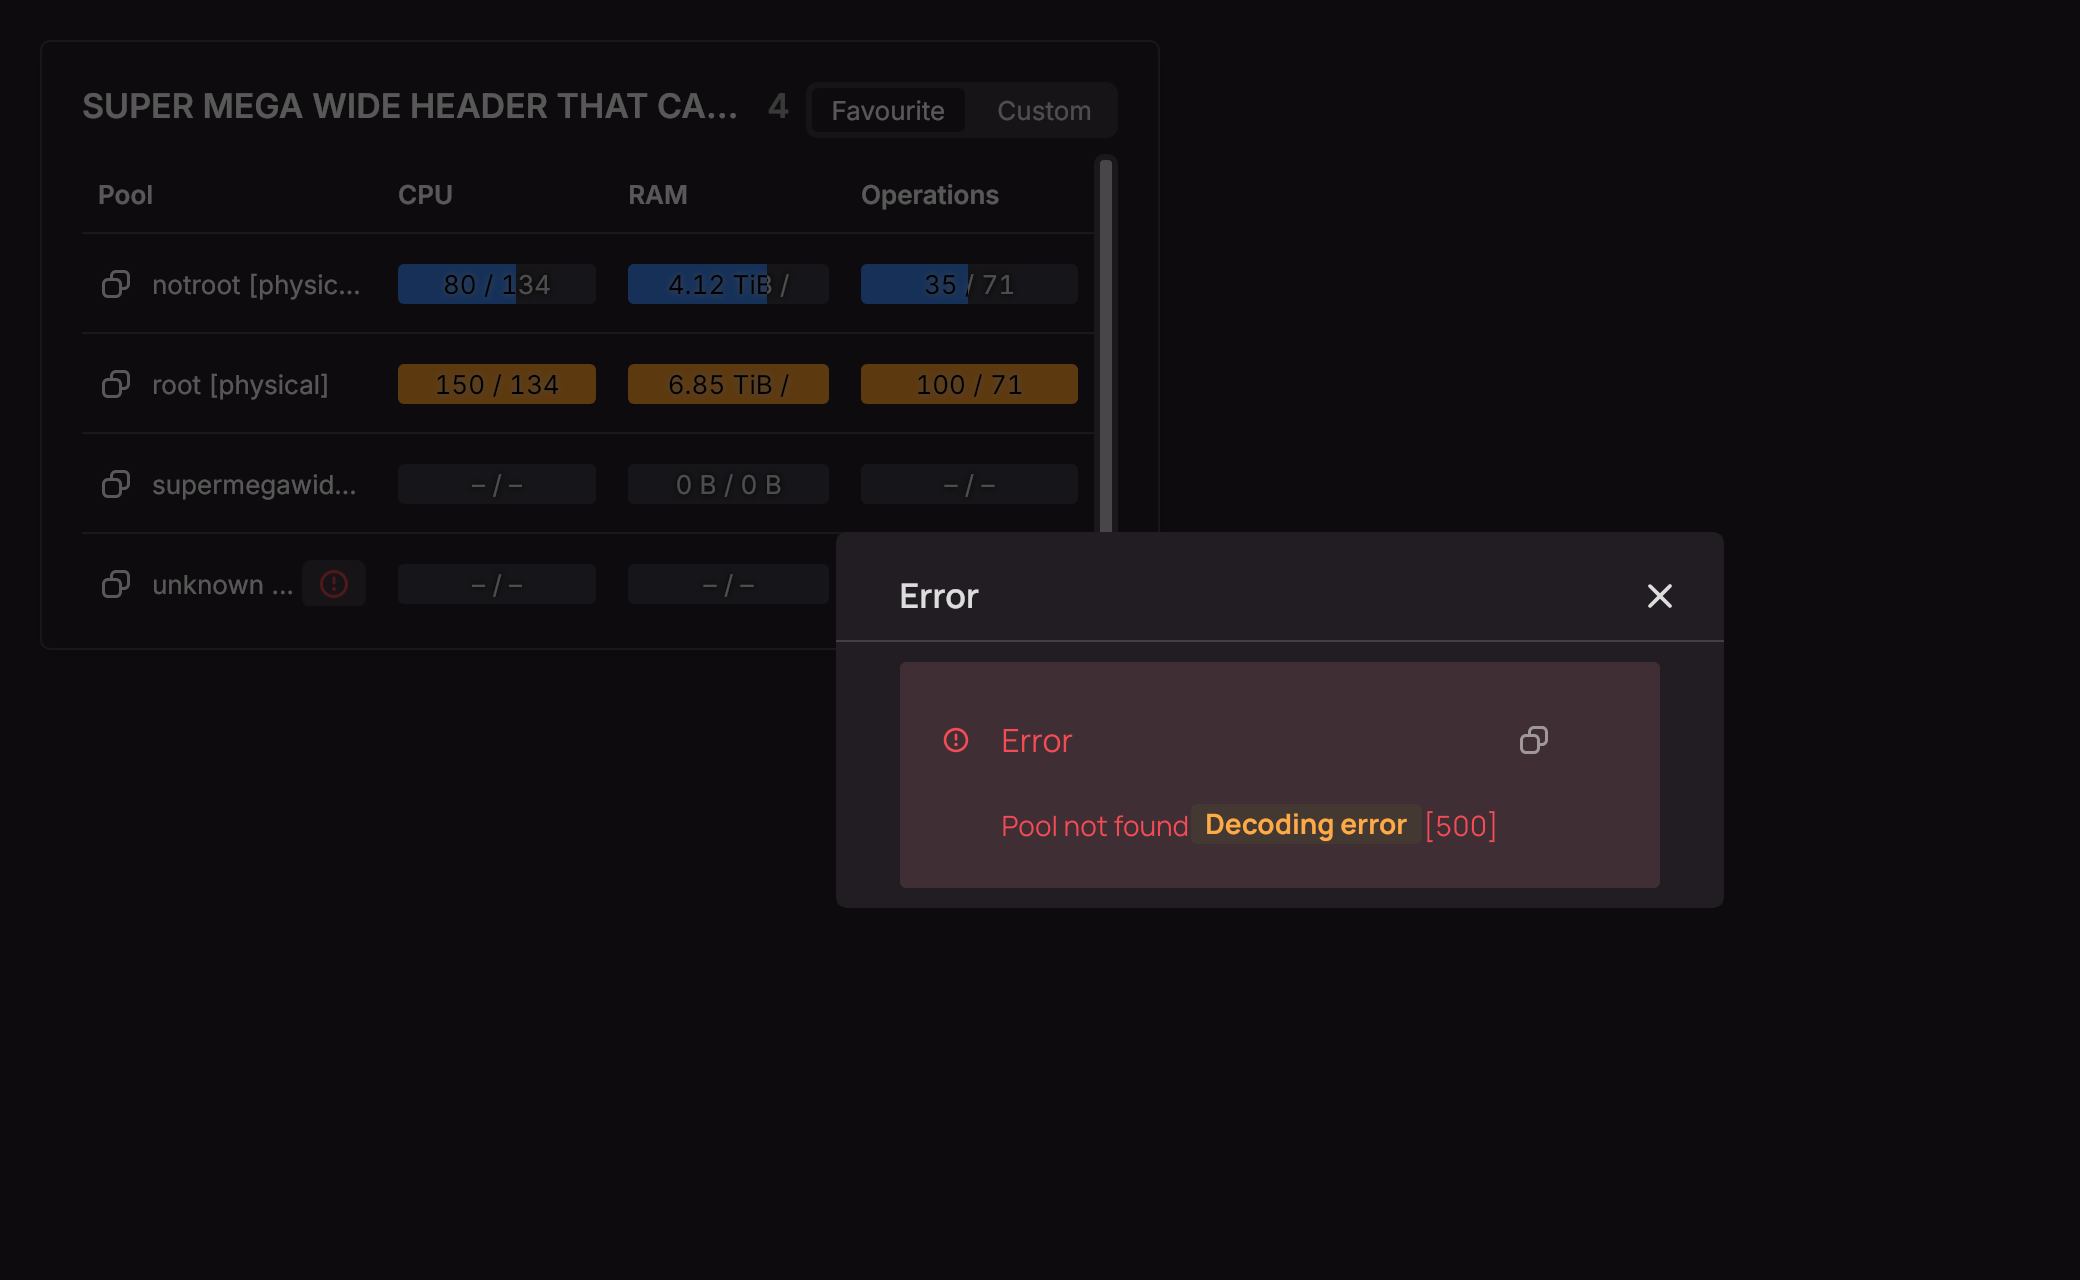 SUPER MEGA WIDE HEADER THAT CA... 4 Favourite Custom
Pool CPU RAM Operations
notroot [physic... 80 / 134 4.12 TiB / 35 / 71
root [physical] 150 / 134 6.85 TiB / 100 / 71
supermegawid... – / – 0 B / 0 B – / –
unknown ... – / – – / –
Error
Error
Pool not found Decoding error [500]